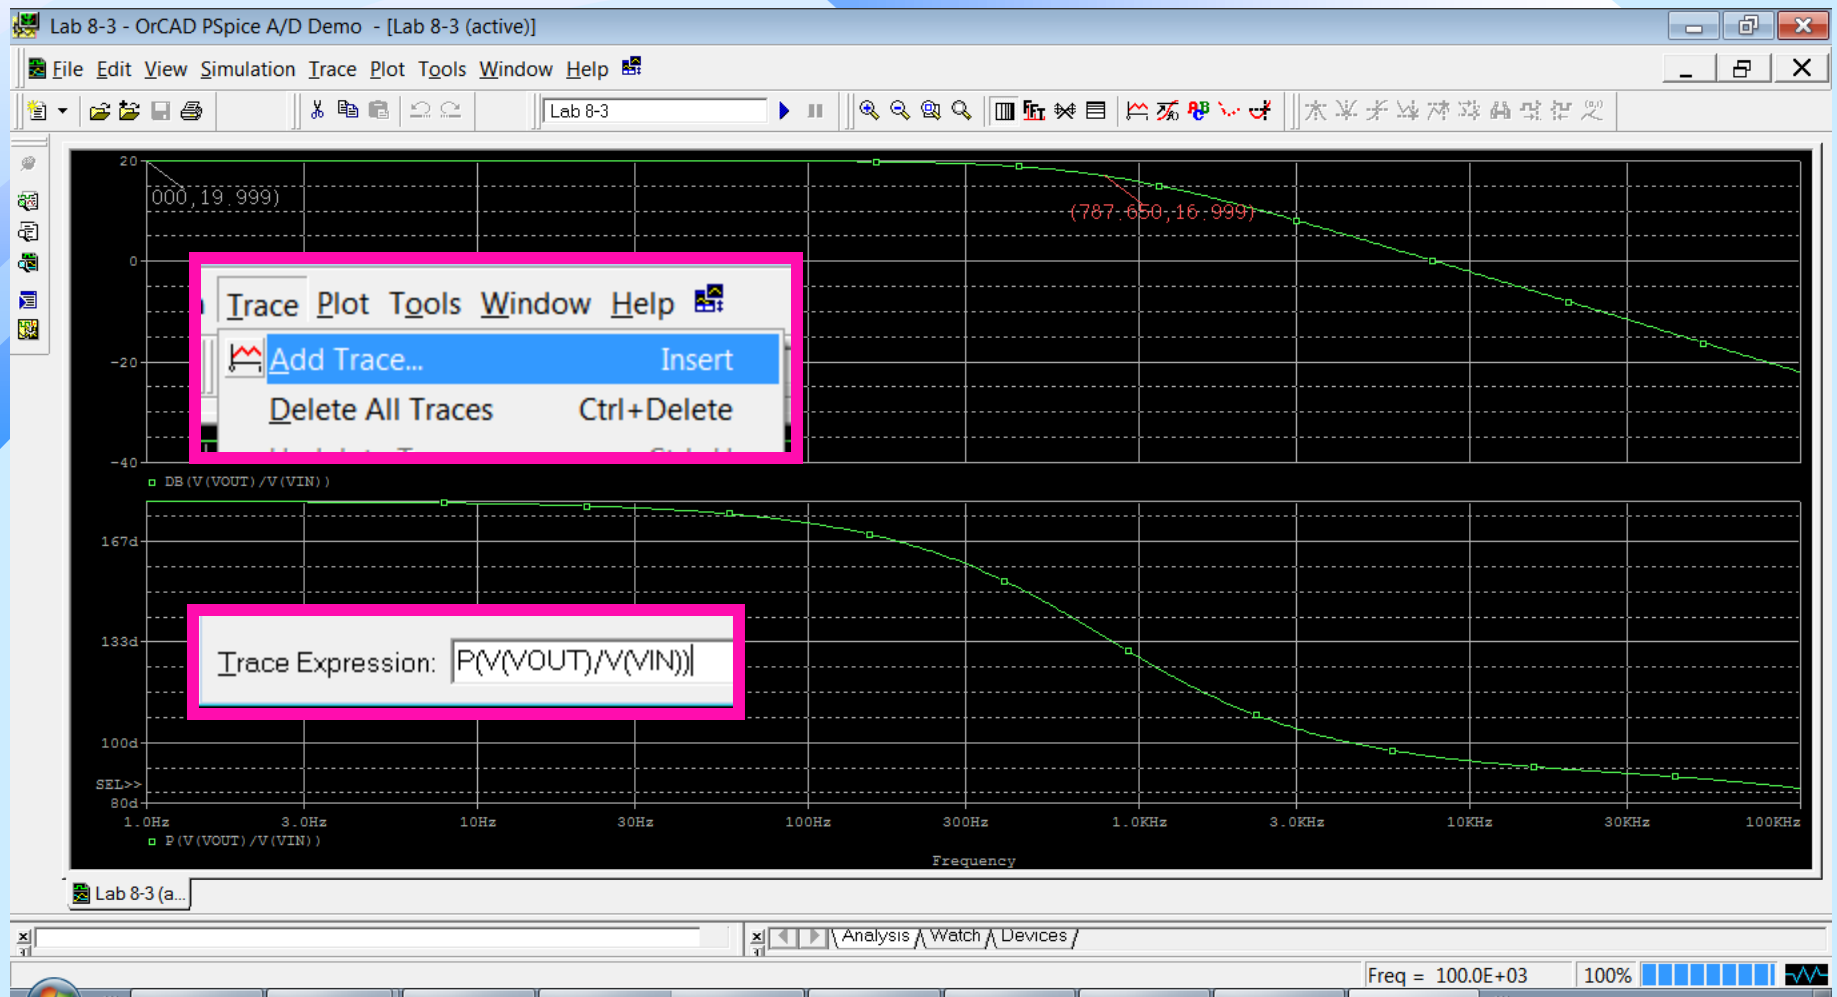 Lab 8-3 - OrCAD PSpice A/D Demo - [Lab 8-3 (active)]
File Edit View Simulation Trace Plot Tools Window Help
Lab 8-3
20
000,19.999)
(787.650,16.999)
0
-20
-40
Trace Plot Tools Window Help
Add Trace... Insert
Delete All Traces Ctrl+Delete
DB(V(VOUT)/V(VIN))
167d
133d
100d
SEL>>
80d
Trace Expression: P(V(VOUT)/V(VIN))
1.0Hz 3.0Hz 10Hz 30Hz 100Hz 300Hz 1.0KHz 3.0KHz 10KHz 30KHz 100KHz
P(V(VOUT)/V(VIN))
Frequency
Lab 8-3 (a...
Analysis Watch Devices
Freq = 100.0E+03 100%